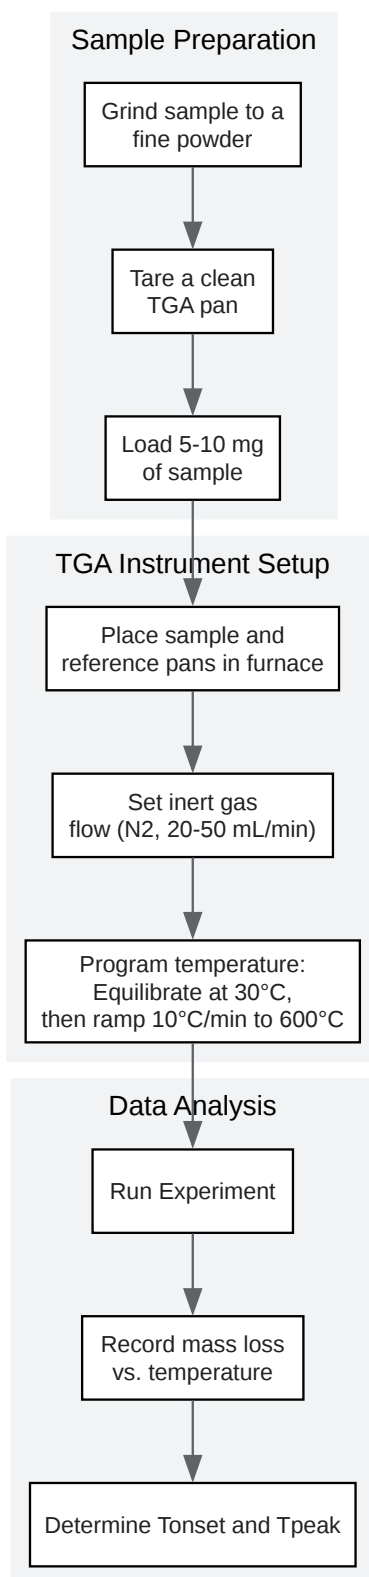 Sample Preparation
Grind sample to a
fine powder
Tare a clean
TGA pan
Load 5-10 mg
of sample
TGA Instrument Setup
Place sample and
reference pans in furnace
Set inert gas
flow (N2, 20-50 mL/min)
Program temperature:
Equilibrate at 30°C,
then ramp 10°C/min to 600°C
Data Analysis
Run Experiment
Record mass loss
vs. temperature
Determine Tonset and Tpeak